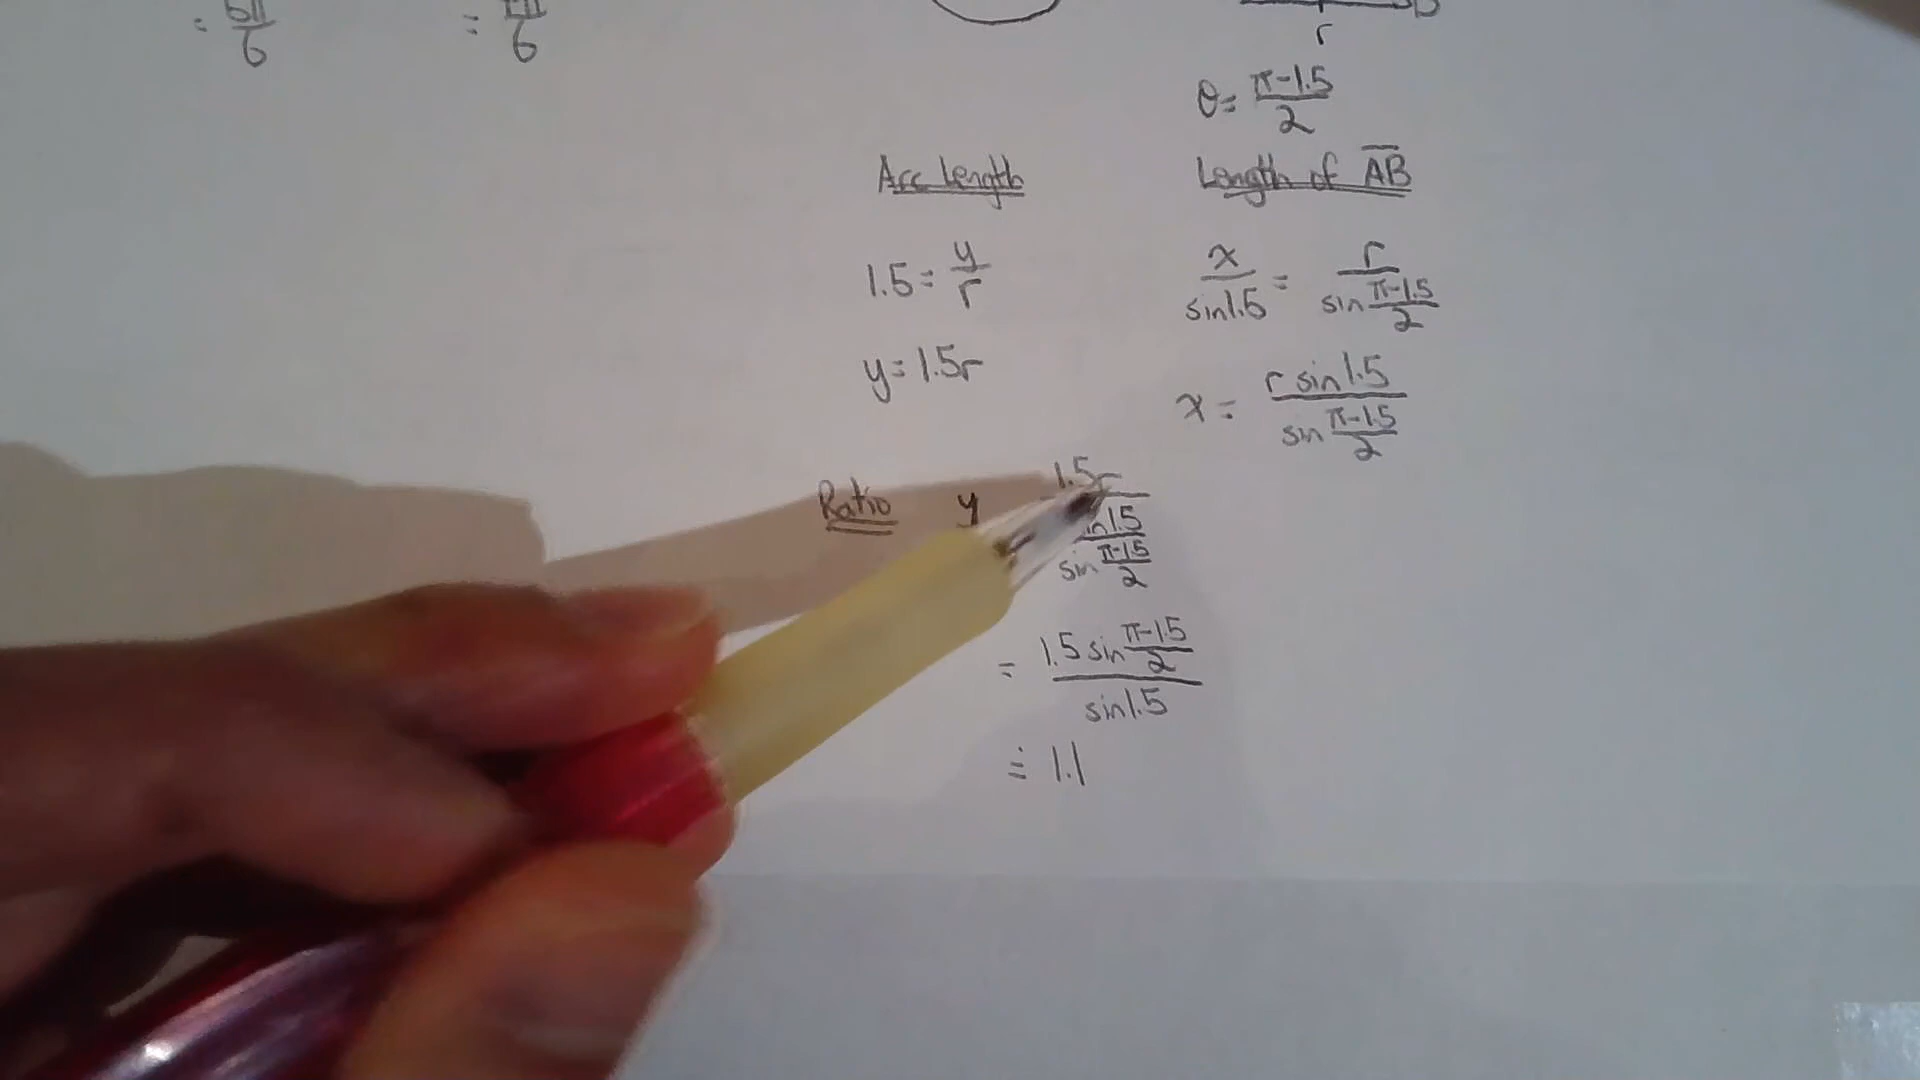 = 6
= 6
r
θ = (π-1.5)/2
Arc Length
1.5 = y/r
y = 1.5r
Length of AB
x/sin1.5 = r/(sin (π-1.5)/2)
x = r sin1.5/(sin (π-1.5)/2)
Ratio y 1.5r
sin (π-1.5)/2
= 1.5 sin (π-1.5)/2 / sin1.5
≐ 1.1